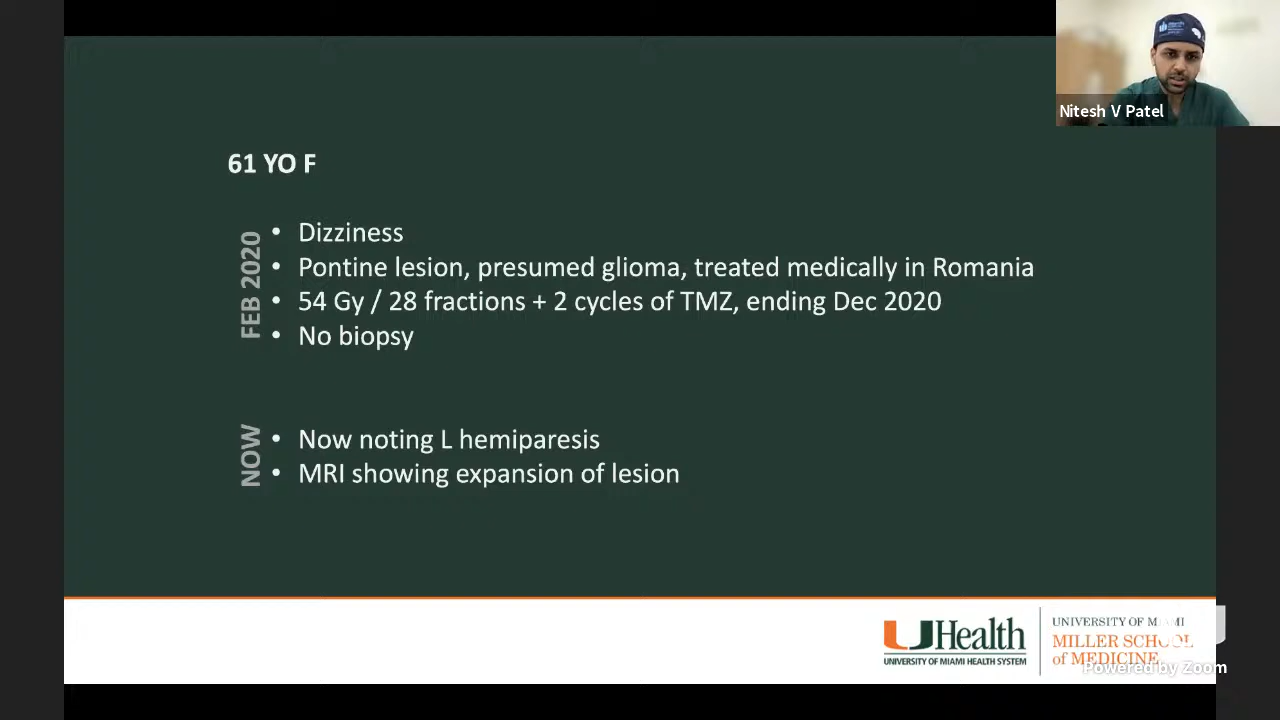 Nitesh V Patel
61 YO F
FEB 2020
• Dizziness
• Pontine lesion, presumed glioma, treated medically in Romania
• 54 Gy / 28 fractions + 2 cycles of TMZ, ending Dec 2020
• No biopsy
NOW
• Now noting L hemiparesis
• MRI showing expansion of lesion
UHealth
UNIVERSITY OF MIAMI HEALTH SYSTEM
UNIVERSITY OF MIAMI
MILLER SCHOOL
of MEDICINE
Powered by Zoom